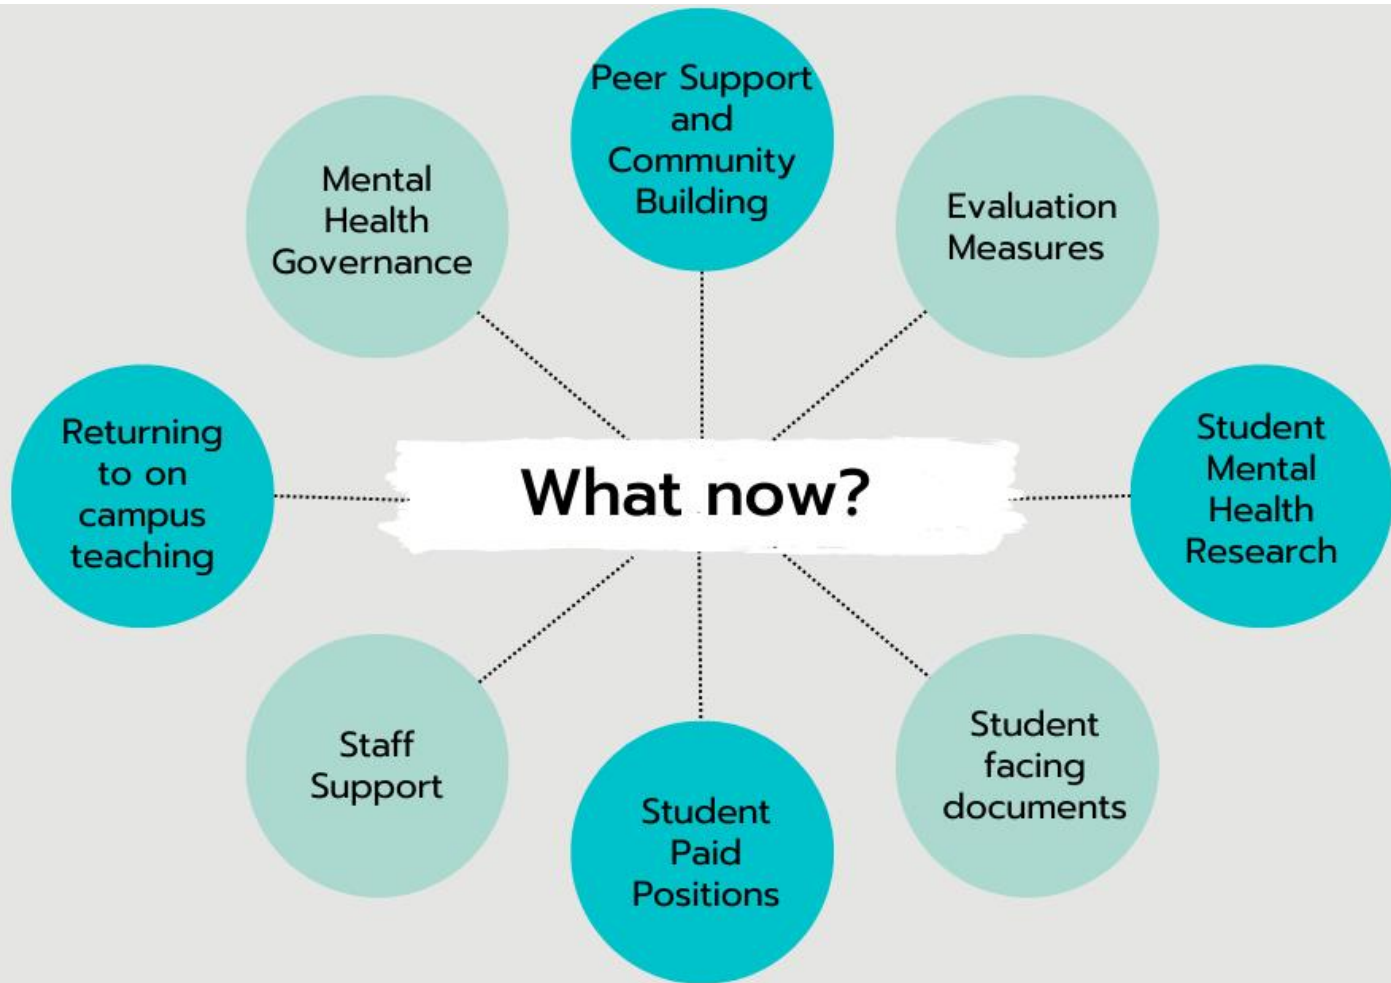 Peer Support
and
Community
Building
Mental
Health
Governance
Evaluation
Measures
Returning
to on
campus
teaching
What now?
Student
Mental
Health
Research
Staff
Support
Student
Paid
Positions
Student
facing
documents